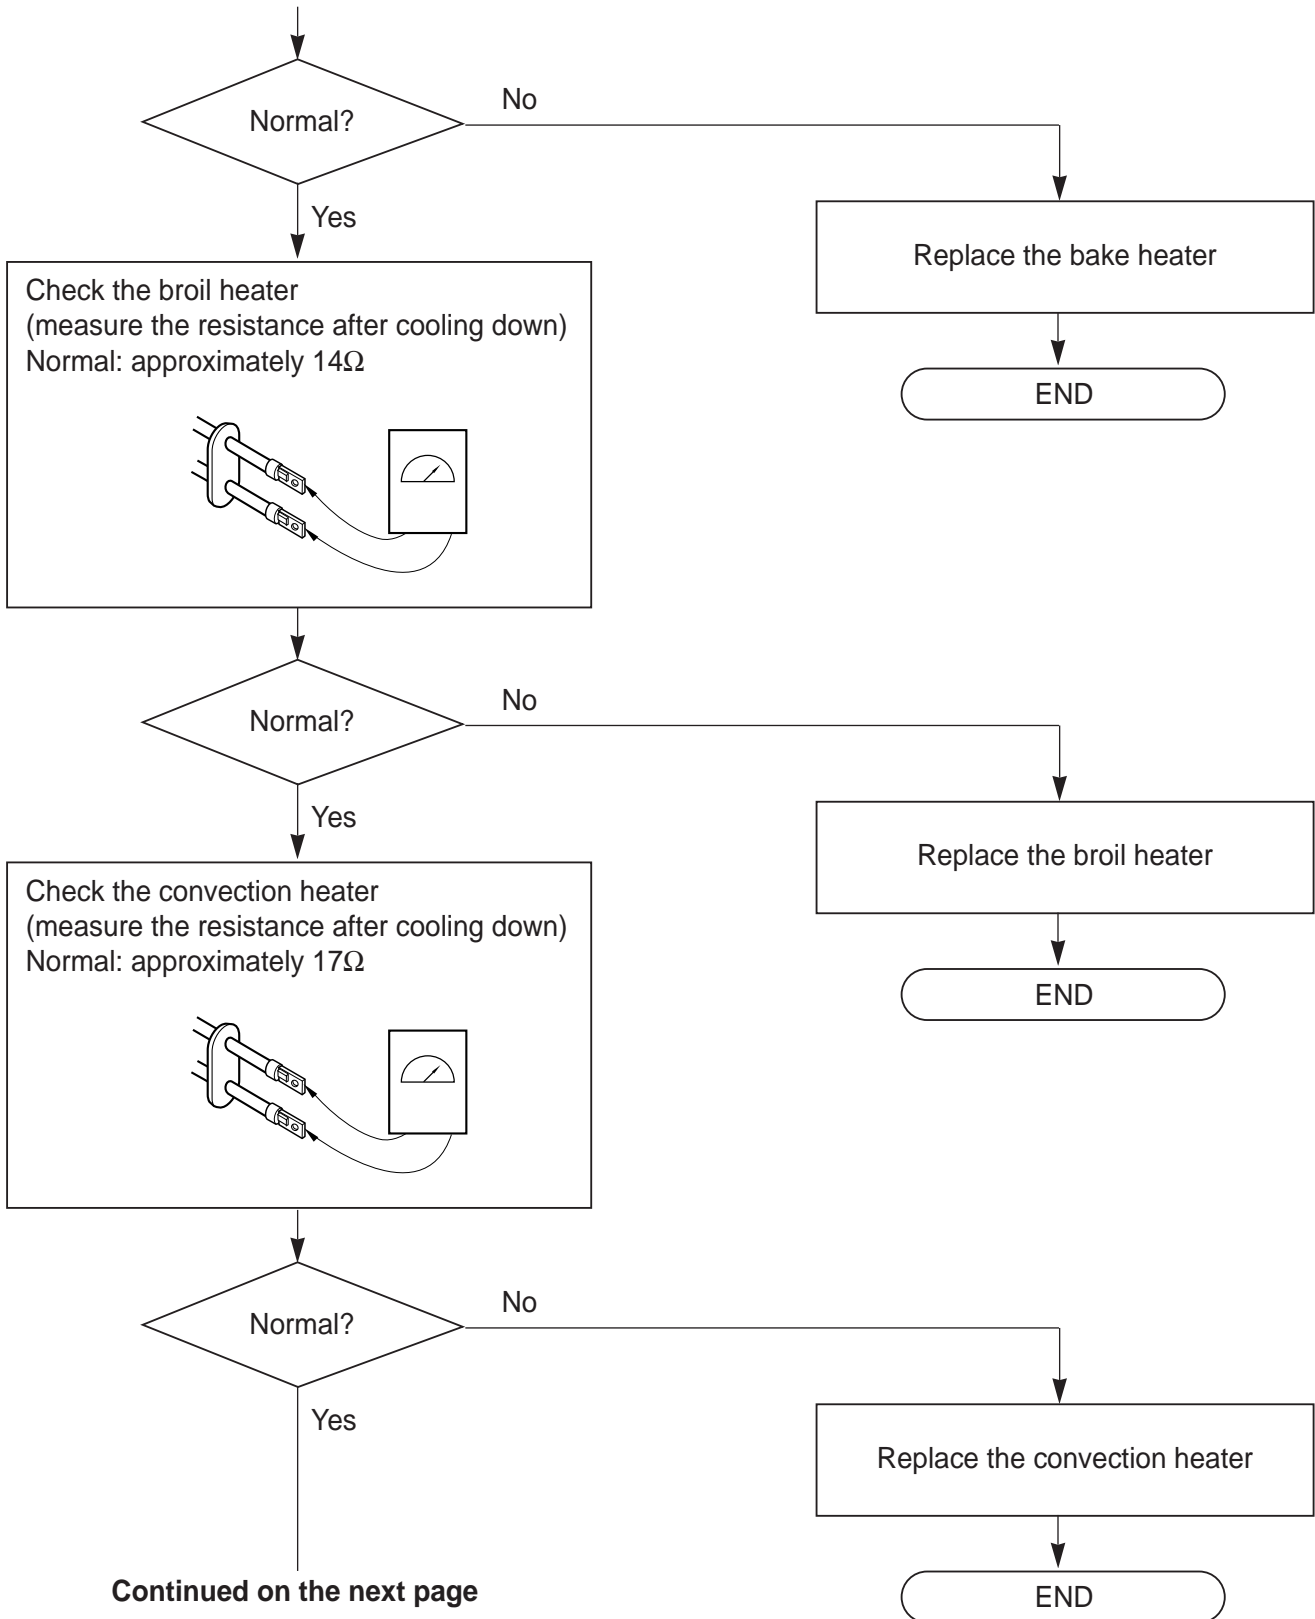 Normal?
No
Yes
Replace the bake heater
END
Check the broil heater
(measure the resistance after cooling down)
Normal: approximately 14Ω
Normal?
No
Yes
Replace the broil heater
END
Check the convection heater
(measure the resistance after cooling down)
Normal: approximately 17Ω
Normal?
No
Yes
Replace the convection heater
END
Continued on the next page